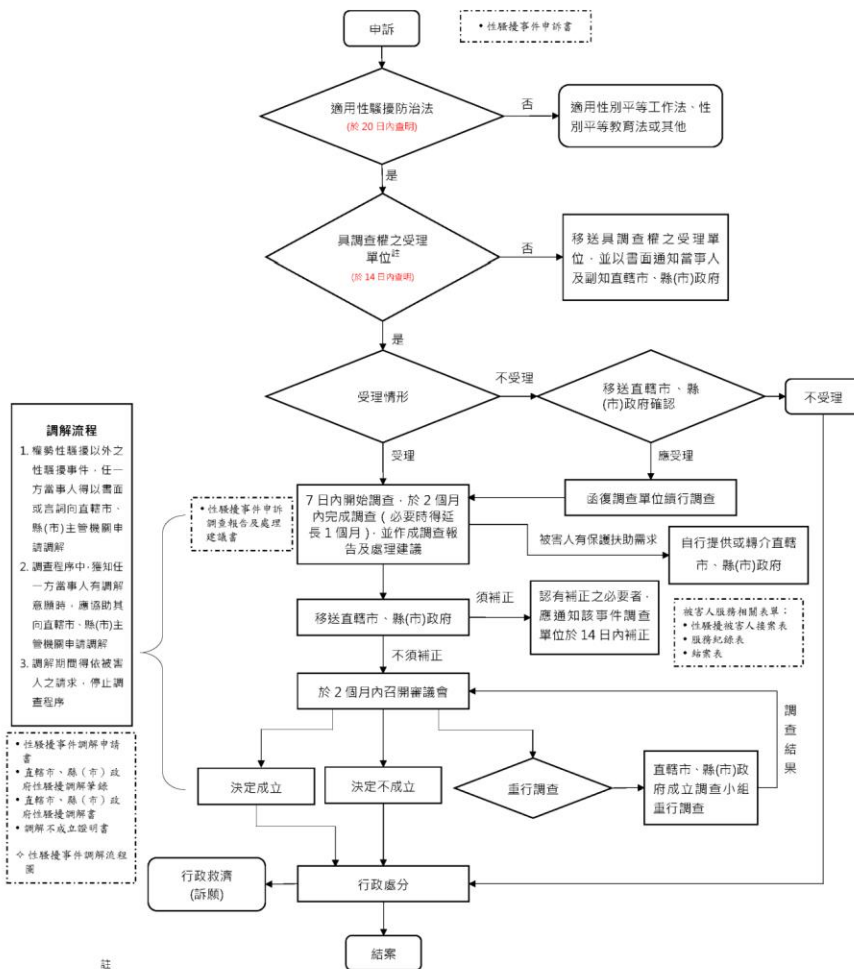 申訴
• 性騷擾事件申訴書
適用性騷擾防治法
(於 20 日內查明)
否
適用性別平等工作法、性
別平等教育法或其他
是
具調查權之受理
單位註
(於 14 日內查明)
否
移送具調查權之受理單
位，並以書面通知當事人
及副知直轄市、縣(市)政府
是
受理情形
不受理
移送直轄市、縣
(市)政府確認
不受理
受理
應受理
函復調查單位續行調查
調解流程
1. 權勢性騷擾以外之
性騷擾事件，任一
方當事人得以書面
或言詞向直轄市、
縣(市)主管機關申
請調解
2. 調查程序中，獲知任
一方當事人有調解
意願時，應協助其
向直轄市、縣(市)主
管機關申請調解
3. 調解期間得依被害
人之請求，停止調
查程序
• 性騷擾事件申訴
調查報告及處理
建議書
7 日內開始調查，於 2 個月
內完成調查（必要時得延
長 1 個月），並作成調查報
告及處理建議
被害人有保護扶助需求
自行提供或轉介直轄
市、縣(市)政府
移送直轄市、縣(市)政府
須補正
認有補正之必要者，
應通知該事件調查
單位於 14 日內補正
被害人服務相關表單：
• 性騷擾被害人接案表
• 服務紀錄表
• 結案表
不須補正
於 2 個月內召開審議會
調查結果
• 性騷擾事件調解申請
書
• 直轄市、縣（市）政
府性騷擾調解筆錄
• 直轄市、縣（市）政
府性騷擾調解書
• 調解不成立證明書
✧ 性騷擾事件調解流程
圖
決定成立
決定不成立
重行調查
直轄市、縣(市)政
府成立調查小組
重行調查
行政救濟
(訴願)
行政處分
結案
註